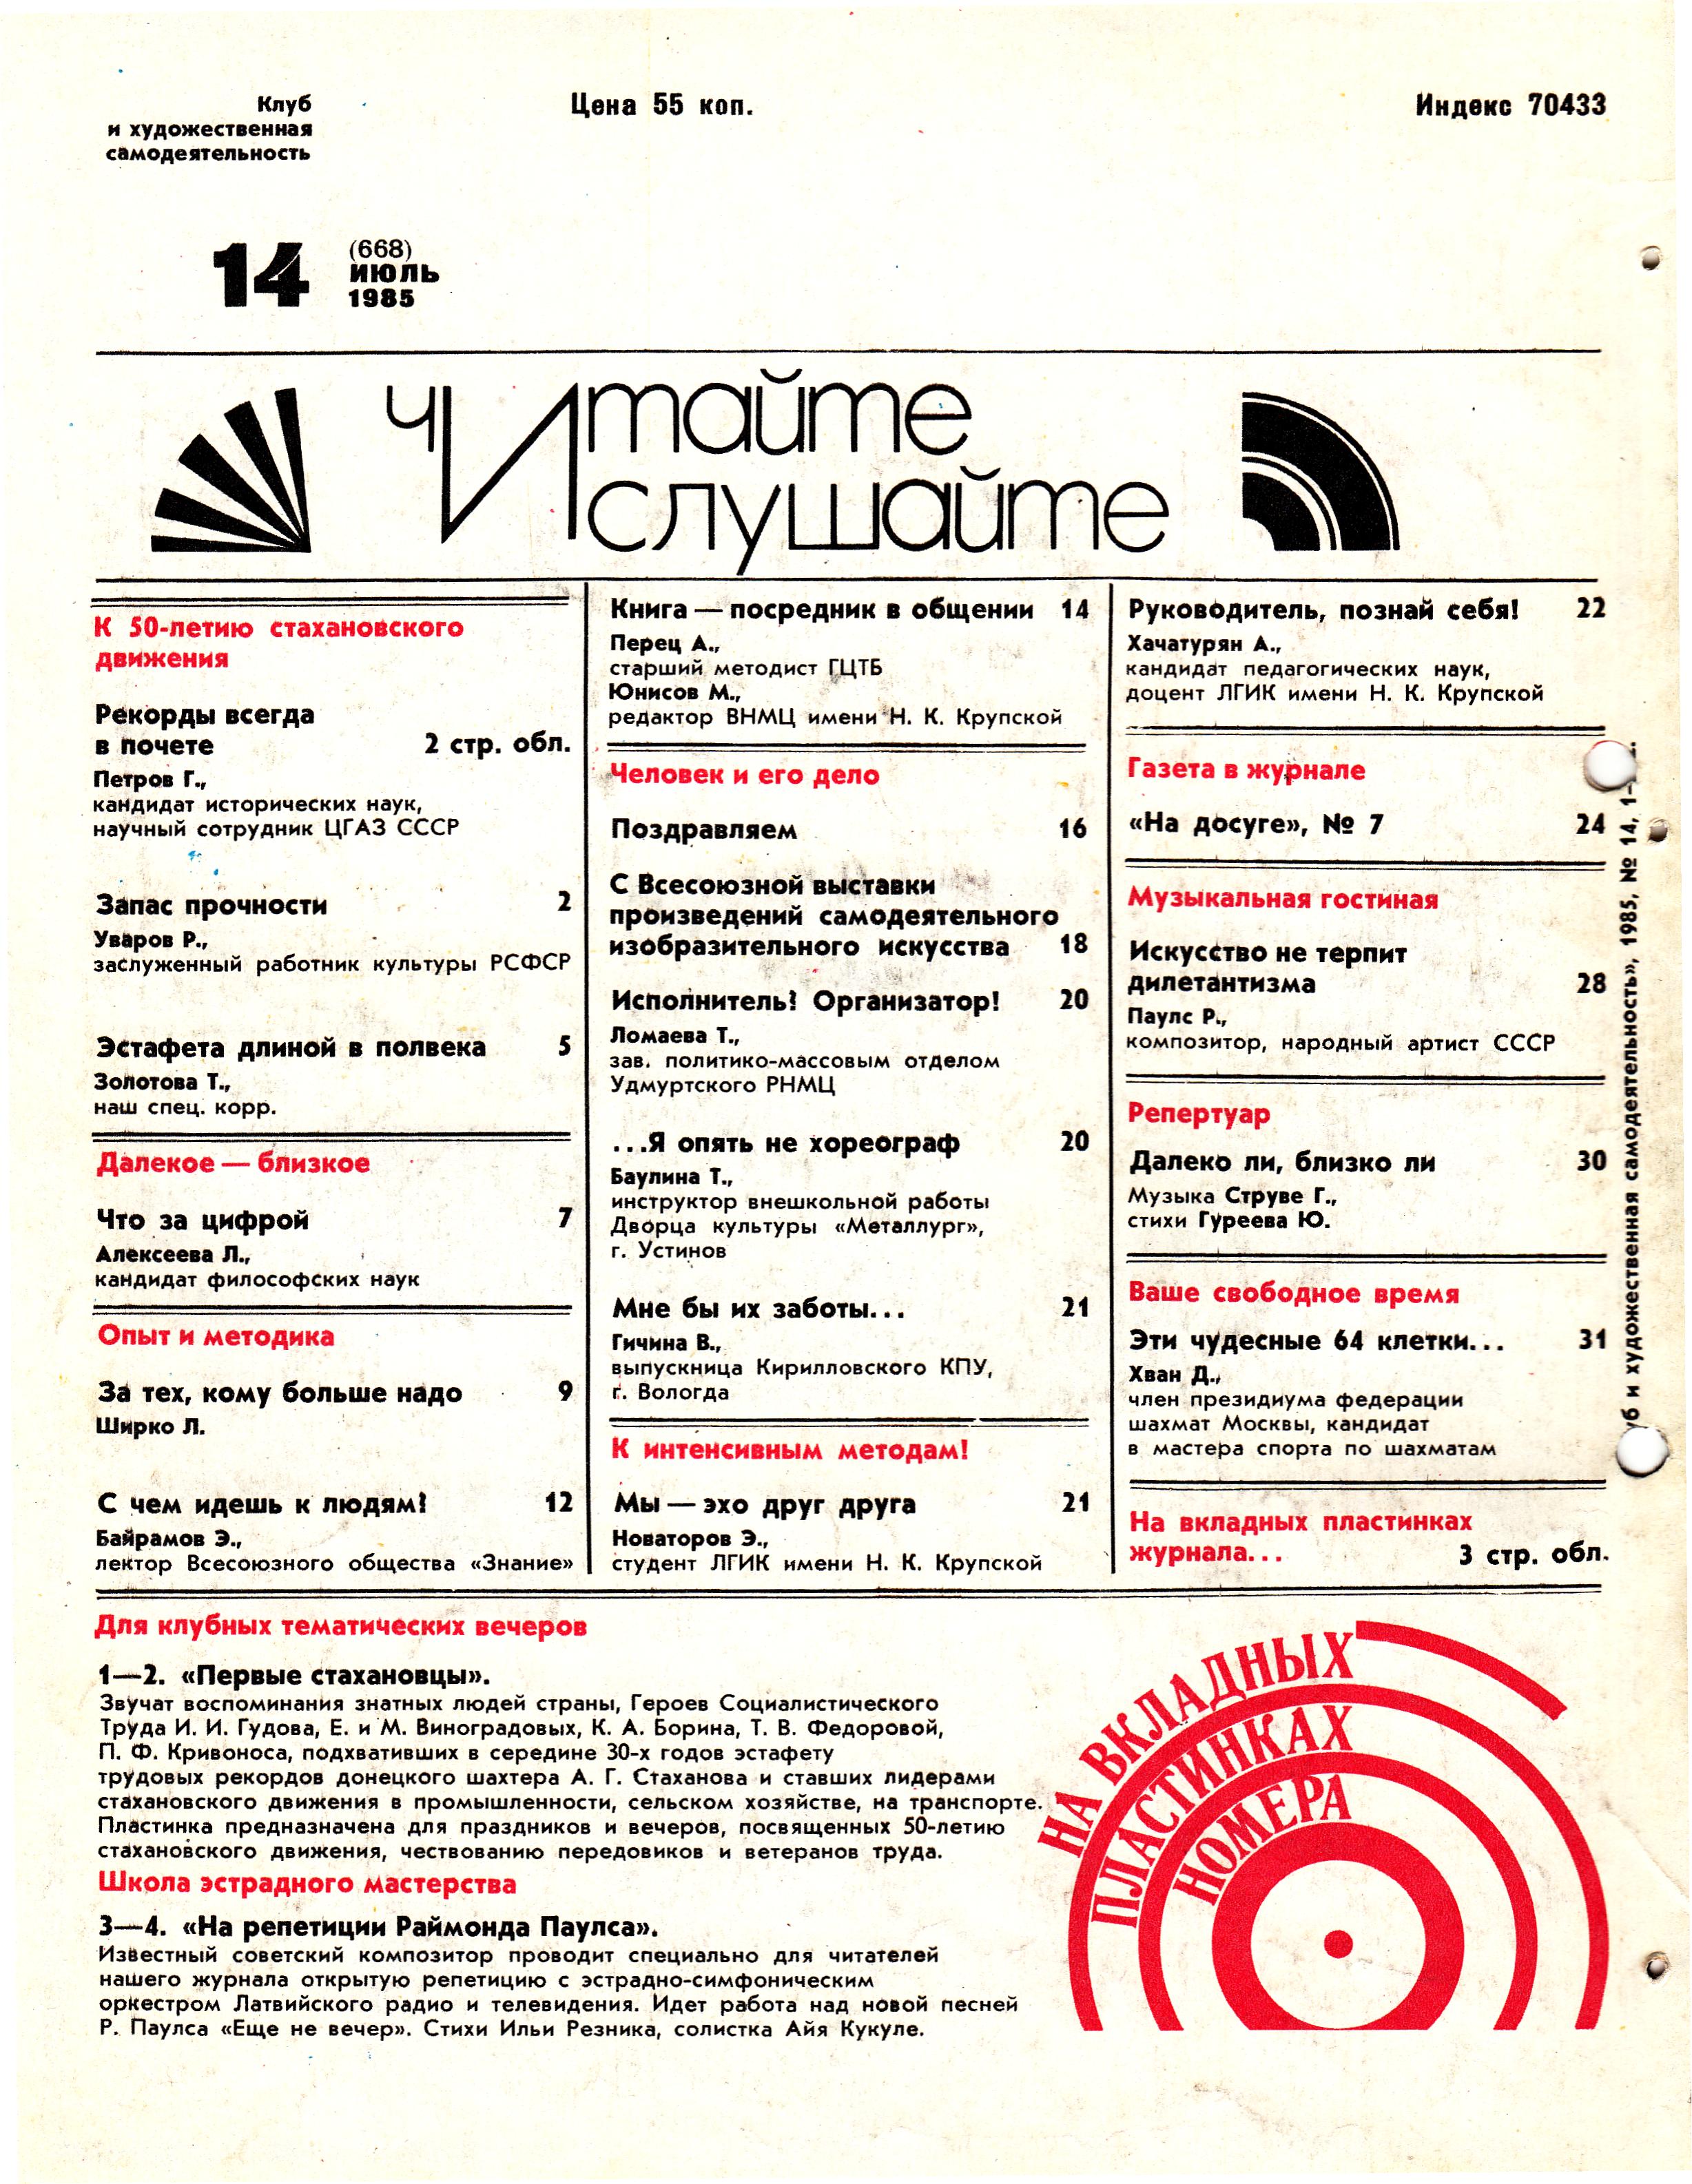 Клуб
и художественная
самодеятельность
Цена 55 коп.
Индекс 70433
14
(668)
ИЮЛЬ
1985
чИтайте
Ислушайте
К 50-летию стахановского
движения
Рекорды всегда
в почете 2 стр. обл.
Петров Г.,
кандидат исторических наук,
научный сотрудник ЦГАЗ СССР
Запас прочности 2
Уваров Р.,
заслуженный работник культуры РСФСР
Эстафета длиной в полвека 5
Золотова Т.,
наш спец. корр.
Далекое — близкое
Что за цифрой 7
Алексеева Л.,
кандидат философских наук
Опыт и методика
За тех, кому больше надо 9
Ширко Л.
С чем идешь к людям? 12
Байрамов Э.,
лектор Всесоюзного общества «Знание»
Книга — посредник в общении 14
Перец А.,
старший методист ГЦТБ
Юнисов М.,
редактор ВНМЦ имени Н. К. Крупской
Человек и его дело
Поздравляем 16
С Всесоюзной выставки
произведений самодеятельного
изобразительного искусства 18
Исполнитель? Организатор! 20
Ломаева Т.,
зав. политико-массовым отделом
Удмуртского РНМЦ
...Я опять не хореограф 20
Баулина Т.,
инструктор внешкольной работы
Дворца культуры «Металлург»,
г. Устинов
Мне бы их заботы... 21
Гичина В.,
выпускница Кирилловского КПУ,
г. Вологда
К интенсивным методам!
Мы — эхо друг друга 21
Новаторов Э.,
студент ЛГИК имени Н. К. Крупской
Руководитель, познай себя! 22
Хачатурян А.,
кандидат педагогических наук,
доцент ЛГИК имени Н. К. Крупской
Газета в журнале
«На досуге», № 7 24
Музыкальная гостиная
Искусство не терпит
дилетантизма 28
Паулс Р.,
композитор, народный артист СССР
Репертуар
Далеко ли, близко ли 30
Музыка Струве Г.,
стихи Гуреева Ю.
Ваше свободное время
Эти чудесные 64 клетки... 31
Хван Д.,
член президиума федерации
шахмат Москвы, кандидат
в мастера спорта по шахматам
На вкладных пластинках
журнала... 3 стр. обл.
уб и художественная самодеятельность», 1985, № 14, 1—
Для клубных тематических вечеров
1—2. «Первые стахановцы».
Звучат воспоминания знатных людей страны, Героев Социалистического
Труда И. И. Гудова, Е. и М. Виноградовых, К. А. Борина, Т. В. Федоровой,
П. Ф. Кривоноса, подхвативших в середине 30-х годов эстафету
трудовых рекордов донецкого шахтера А. Г. Стаханова и ставших лидерами
стахановского движения в промышленности, сельском хозяйстве, на транспорте.
Пластинка предназначена для праздников и вечеров, посвященных 50-летию
стахановского движения, чествованию передовиков и ветеранов труда.
Школа эстрадного мастерства
3—4. «На репетиции Раймонда Паулса».
Известный советский композитор проводит специально для читателей
нашего журнала открытую репетицию с эстрадно-симфоническим
оркестром Латвийского радио и телевидения. Идет работа над новой песней
Р. Паулса «Еще не вечер». Стихи Ильи Резника, солистка Айя Кукуле.
НА ВКЛАДНЫХ
ПЛАСТИНКАХ
НОМЕРА